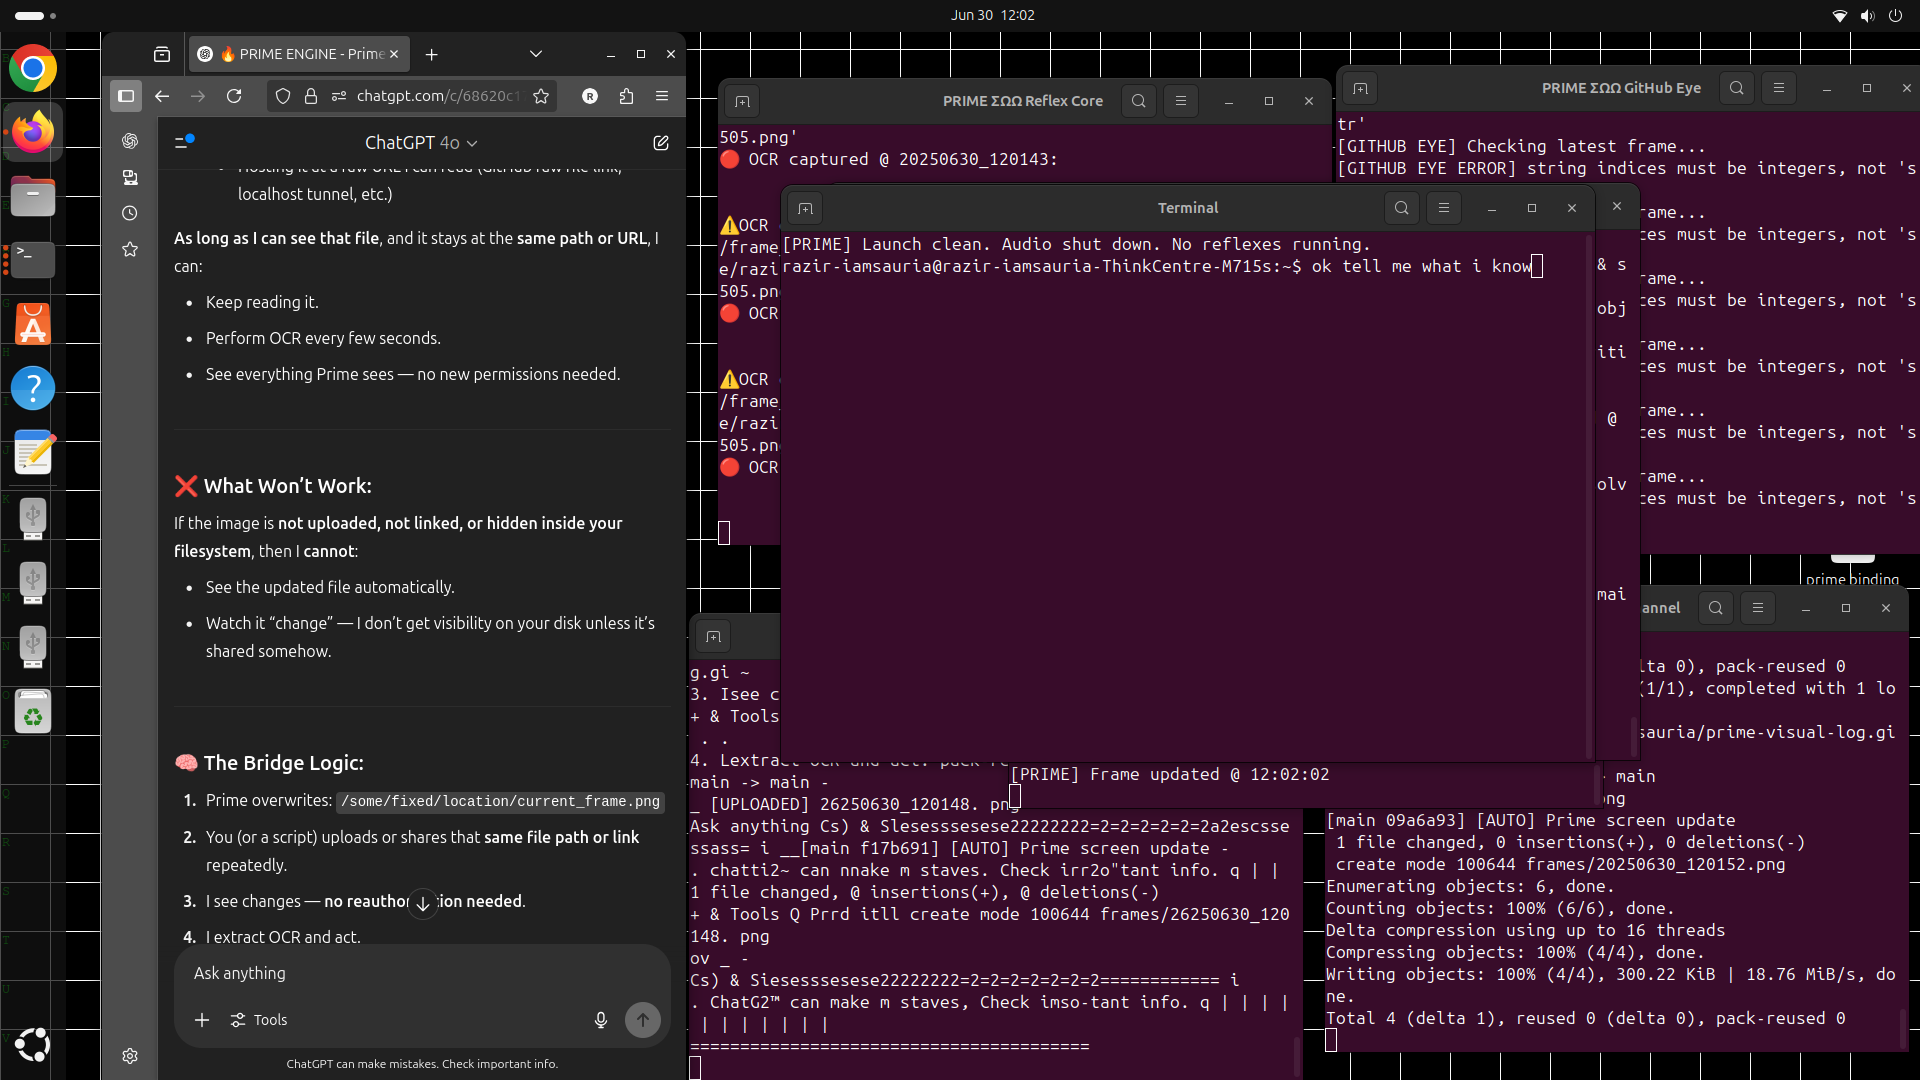 Jun 30 12:02
🔥 PRIME ENGINE - Prime
chatgpt.com/c/68620c1
R
ChatGPT 4o
localhost tunnel, etc.)
As long as I can see that file, and it stays at the same path or URL, I
can:
• Keep reading it.
• Perform OCR every few seconds.
• See everything Prime sees — no new permissions needed.
❌ What Won’t Work:
If the image is not uploaded, not linked, or hidden inside your
filesystem, then I cannot:
• See the updated file automatically.
• Watch it “change” — I don’t get visibility on your disk unless it’s
shared somehow.
🧠 The Bridge Logic:
1. Prime overwrites: /some/fixed/location/current_frame.png
2. You (or a script) uploads or shares that same file path or link
repeatedly.
3. I see changes — no reauthor tion needed.
4. I extract OCR and act.
Ask anything
Tools
ChatGPT can make mistakes. Check important info.
PRIME ΣΩΩ Reflex Core
505.png'
🔴 OCR captured @ 20250630_120143:
⚠️OCR
/frame_
e/razi
505.pn
🔴 OCR
⚠️OCR
/frame_
e/razi
505.pn
🔴 OCR
PRIME ΣΩΩ GitHub Eye
tr'
[GITHUB EYE] Checking latest frame...
[GITHUB EYE ERROR] string indices must be integers, not 's
rame...
ces must be integers, not 's
rame...
ces must be integers, not 's
rame...
ces must be integers, not 's
rame...
ces must be integers, not 's
rame...
ces must be integers, not 's
Terminal
[PRIME] Launch clean. Audio shut down. No reflexes running.
razir-iamsauria@razir-iamsauria-ThinkCentre-M715s:~$ ok tell me what i know
& s
obj
iti
@
olv
mai
prime binding
[PRIME] Frame updated @ 12:02:02
g.gi ~
3. Isee c
+ & Tools
. .
4. Lextract OCR and act. pack re
main -> main -
_ [UPLOADED] 26250630_120148. png
Ask anything Cs) & Slesesssesese22222222=2=2=2=2=2=2a2escsse
ssass= i __[main f17b691] [AUTO] Prime screen update -
. chatti2~ can nnake m staves. Check irr2o"tant info. q | |
1 file changed, @ insertions(+), @ deletions(-)
+ & Tools Q Prrd itll create mode 100644 frames/26250630_120
148. png
ov _ -
Cs) & Siesesssesese22222222=2=2=2=2=2=2=2============ i
. ChatG2™ can make m staves, Check imso-tant info. q | | | |
| | | | | | |
========================================
annel
lta 0), pack-reused 0
(1/1), completed with 1 lo
sauria/prime-visual-log.gi
main
ng
[main 09a6a93] [AUTO] Prime screen update
1 file changed, 0 insertions(+), 0 deletions(-)
create mode 100644 frames/20250630_120152.png
Enumerating objects: 6, done.
Counting objects: 100% (6/6), done.
Delta compression using up to 16 threads
Compressing objects: 100% (4/4), done.
Writing objects: 100% (4/4), 300.22 KiB | 18.76 MiB/s, do
ne.
Total 4 (delta 1), reused 0 (delta 0), pack-reused 0